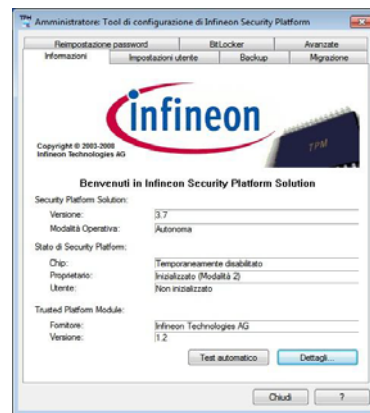 Amministratore: Tool di configurazione di Infineon Security Platform
Reimpostazione password BitLocker Avanzate
Informazioni Impostazioni utente Backup Migrazione
infineon
TPM
Copyright © 2003-2008
Infineon Technologies AG
Benvenuti in Infineon Security Platform Solution
Security Platform Solution:
Versione: 3.7
Modalità Operativa: Autonoma
Stato di Security Platform:
Chip: Temporaneamente disabilitato
Proprietario: Inizializzato (Modalità 2)
Utente: Non inizializzato
Trusted Platform Module:
Fornitore: Infineon Technologies AG
Versione: 1.2
Test automatico Dettagli...
Chiudi ?